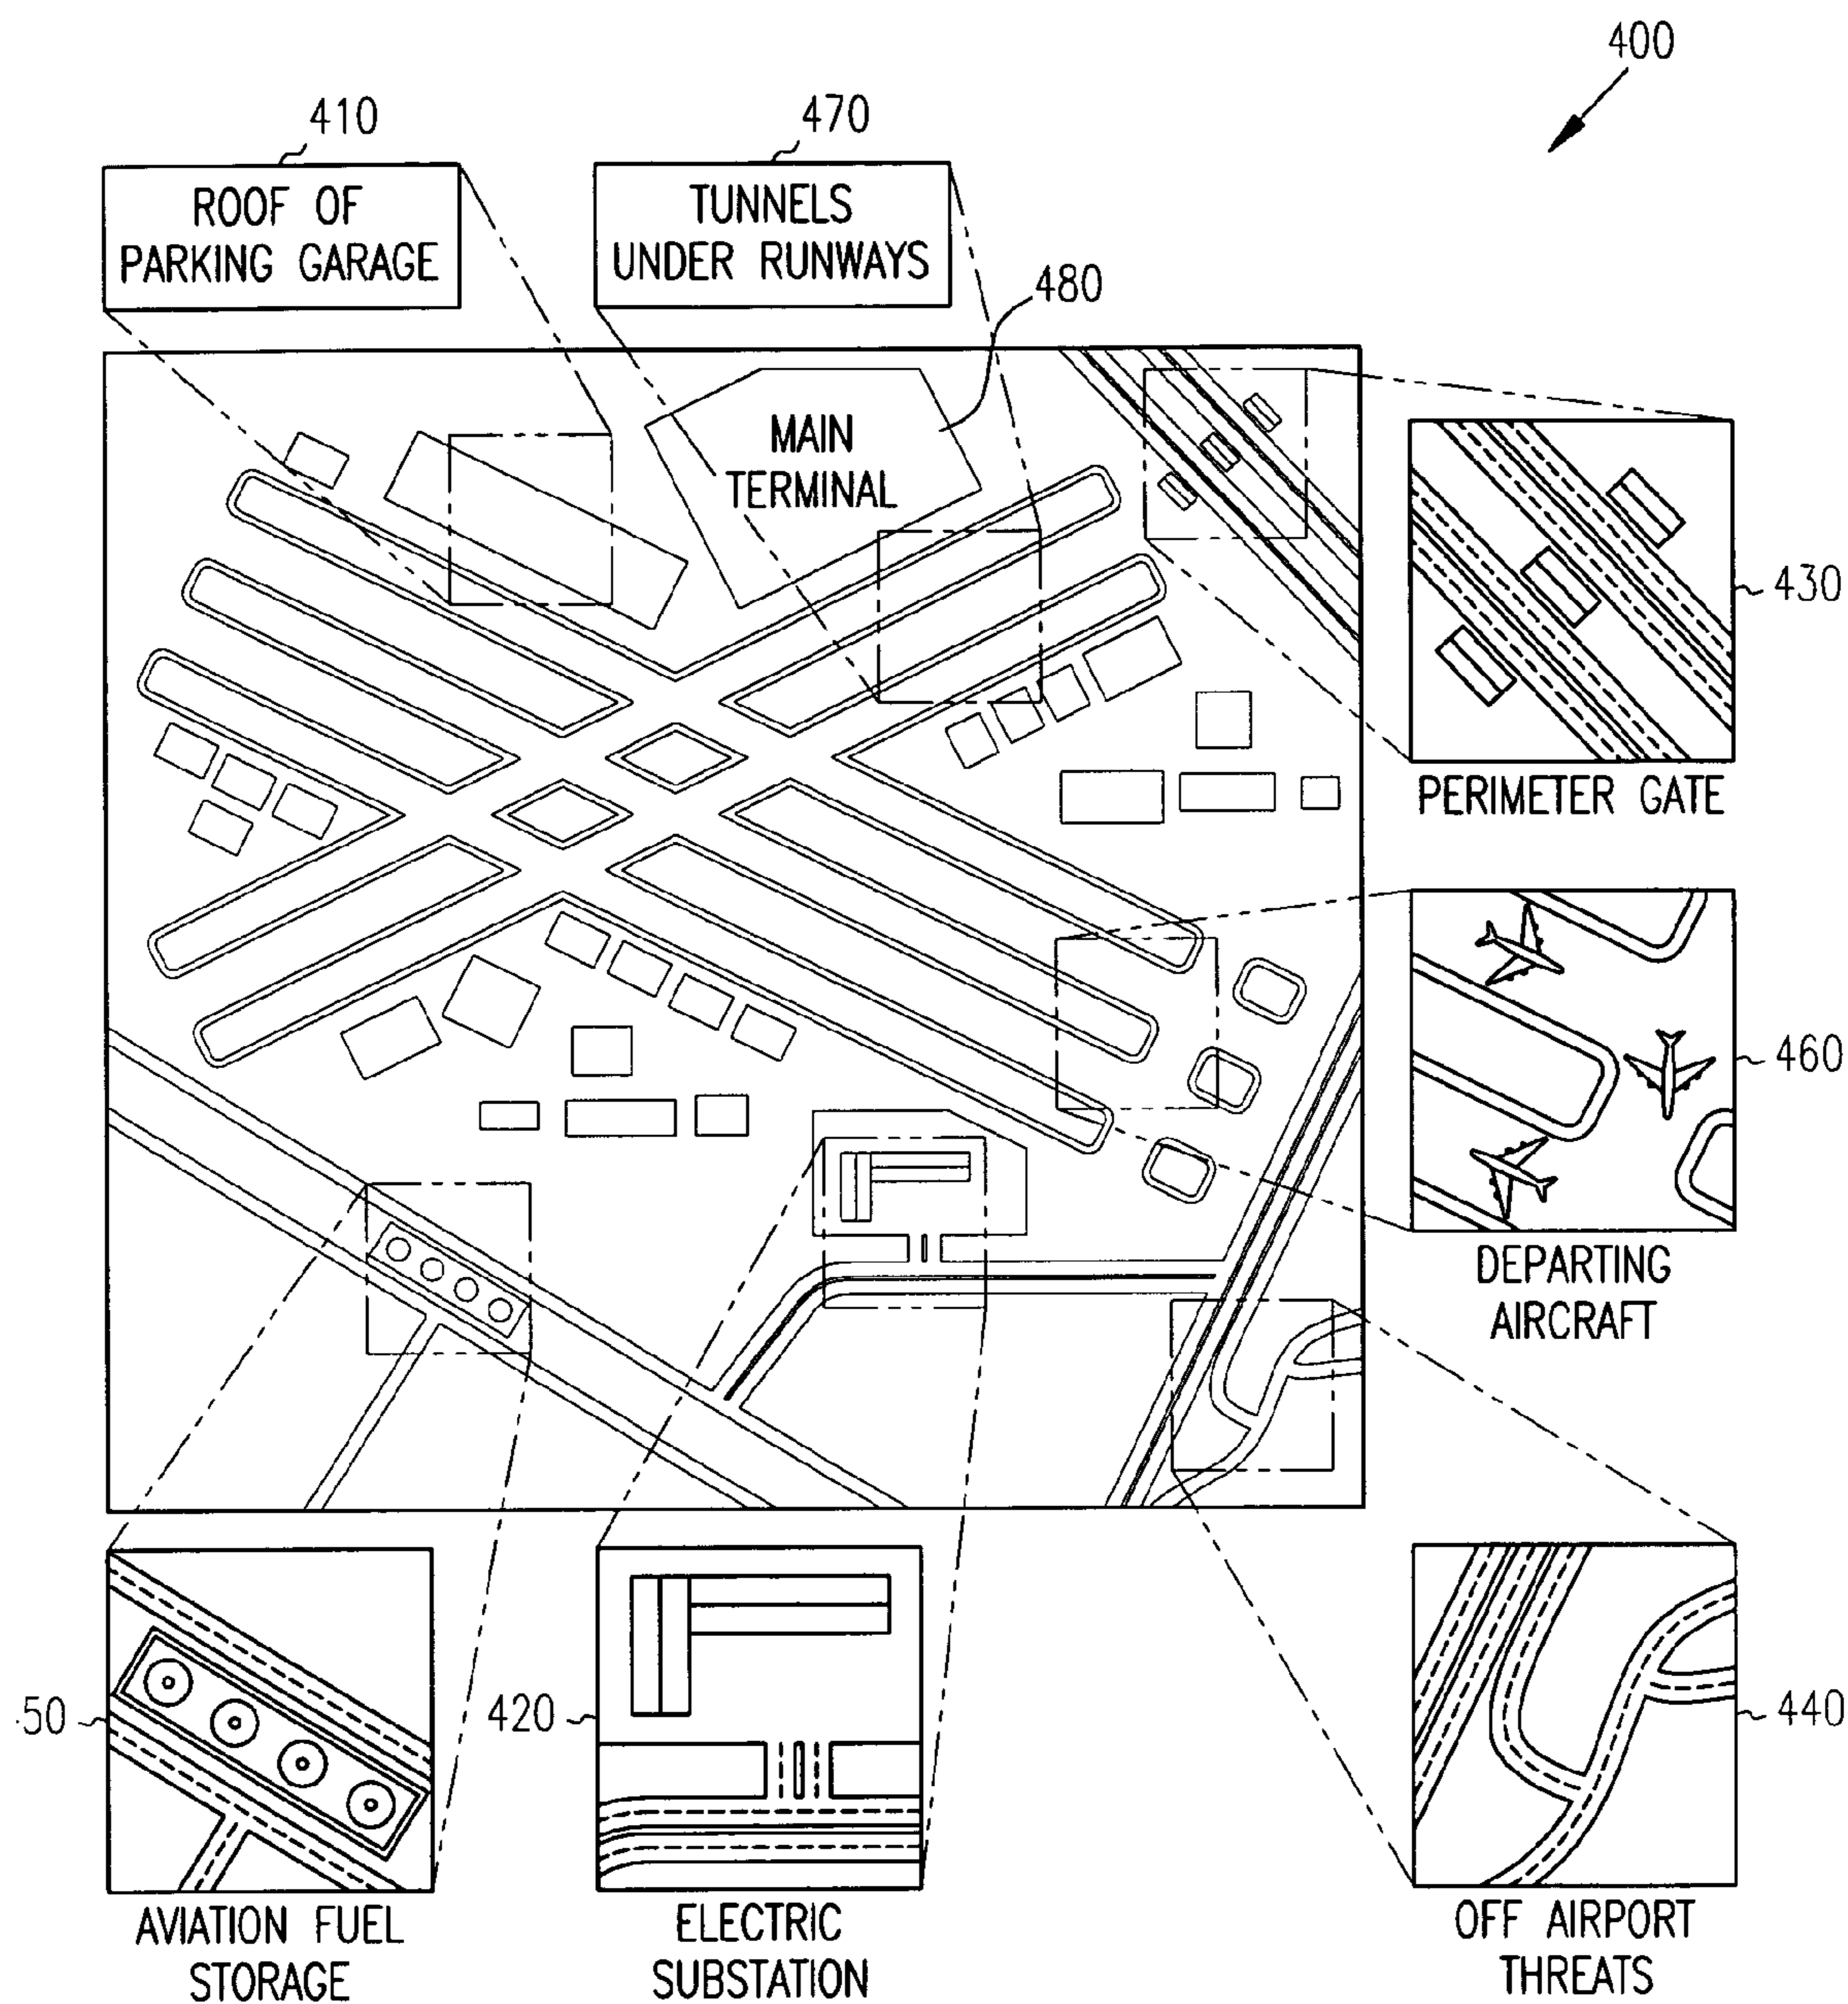 400
410
470
ROOF OF
PARKING GARAGE
TUNNELS
UNDER RUNWAYS
480
MAIN
TERMINAL
430
PERIMETER GATE
460
DEPARTING
AIRCRAFT
50
420
440
AVIATION FUEL
STORAGE
ELECTRIC
SUBSTATION
OFF AIRPORT
THREATS